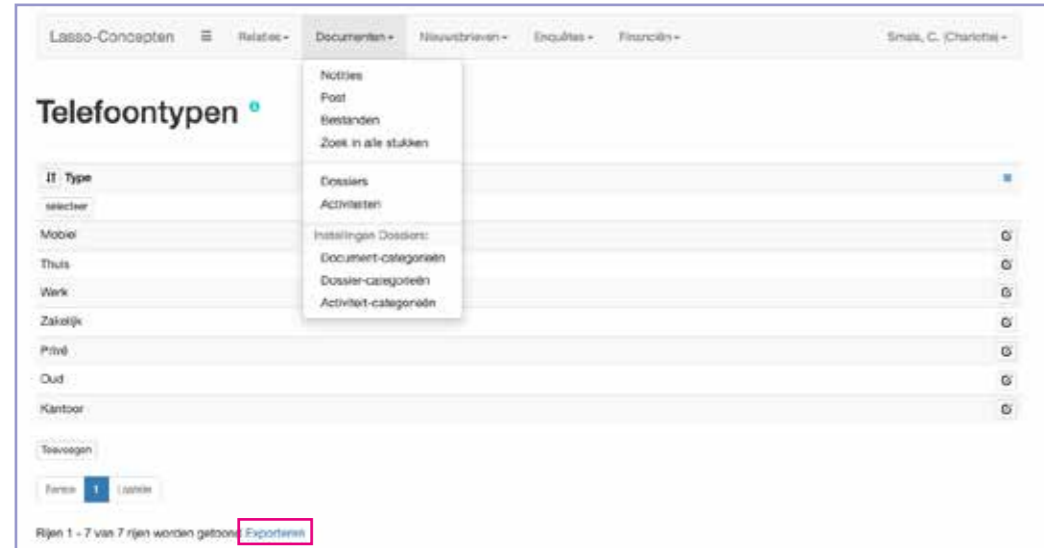 Lasso-Concepten ☰ Relaties Documenten Nieuwsbrieven Enquêtes Financiën Smals, C. (Charlotte)
Notities
Post
Bestanden
Zoek in alle stukken
Dossiers
Activiteiten
Instellingen Dossiers:
Document-categorieën
Dossier-categorieën
Activiteit-categorieën
Telefoontypen
Type
selecteer
Mobiel
Thuis
Werk
Zakelijk
Privé
Oud
Kantoor
Toevoegen
Eerste 1 Laatste
Rijen 1 - 7 van 7 rijen worden getoond Exporteren